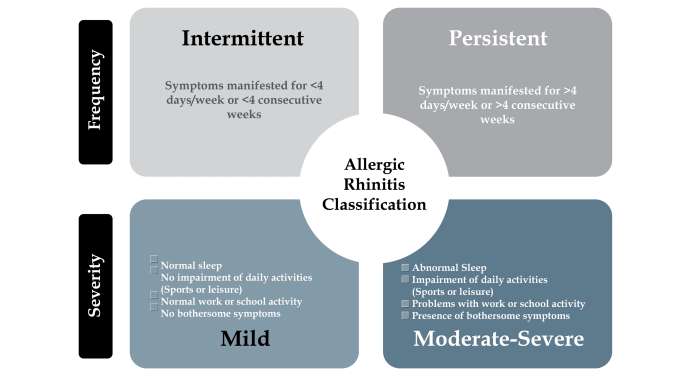 Frequency
Intermittent
Symptoms manifested for <4
days/week or <4 consecutive
weeks
Persistent
Symptoms manifested for >4
days/week or >4 consecutive
weeks
Allergic
Rhinitis
Classification
Severity
Normal sleep
No impairment of daily activities
(Sports or leisure)
Normal work or school activity
No bothersome symptoms
Mild
Abnormal Sleep
Impairment of daily activities
(Sports or leisure)
Problems with work or school activity
Presence of bothersome symptoms
Moderate-Severe